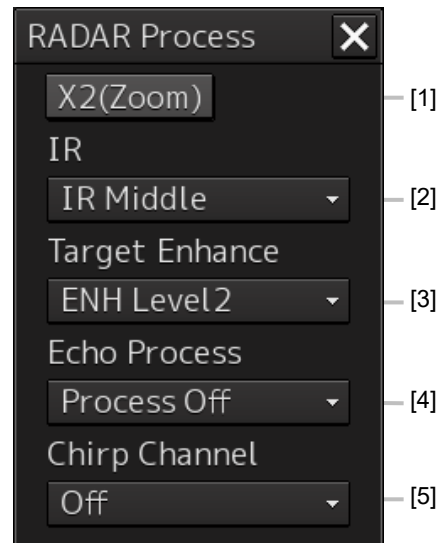 RADAR Process
X2(Zoom) [1]
IR
IR Middle [2]
Target Enhance
ENH Level2 [3]
Echo Process
Process Off [4]
Chirp Channel
Off [5]